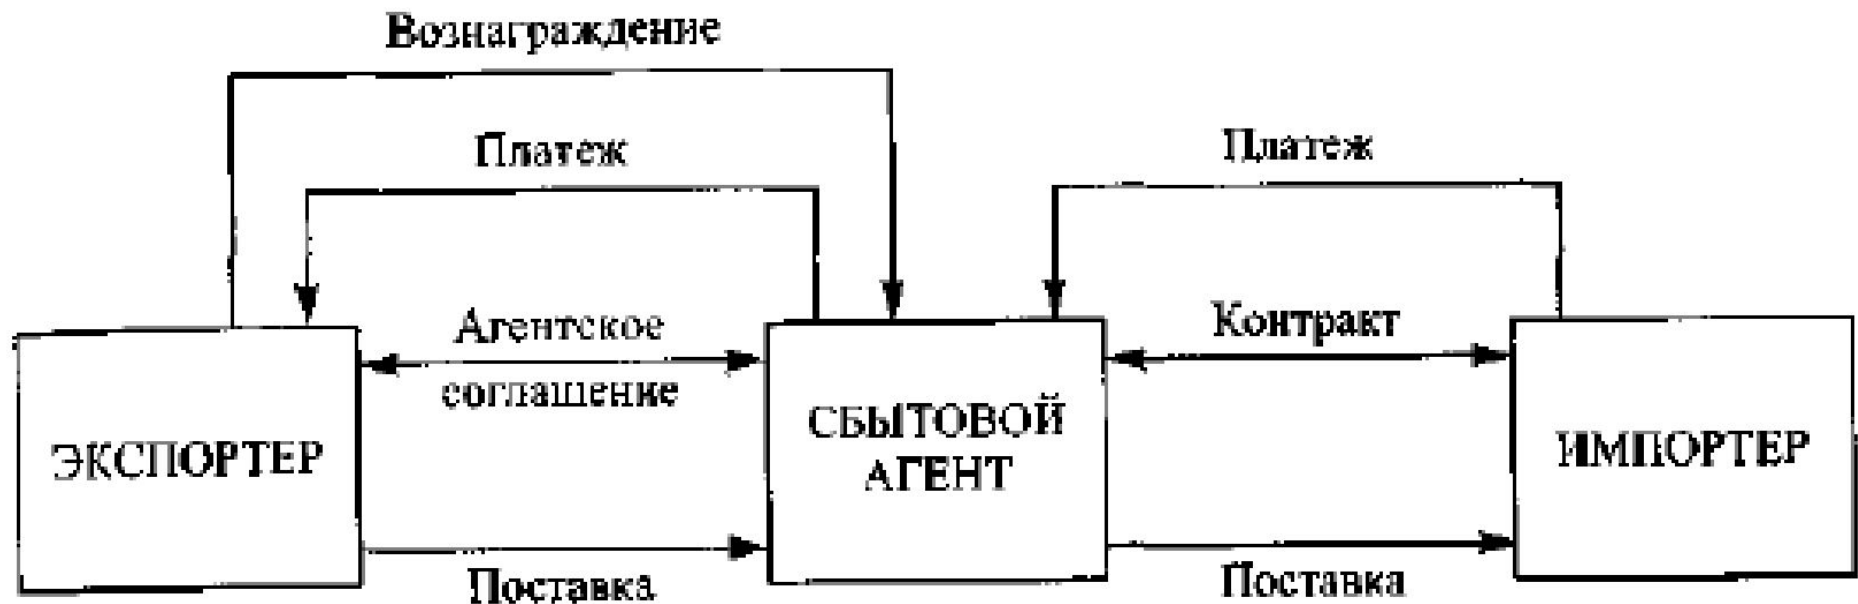 Вознаграждение
Платеж
Платеж
Агентское
соглашение
Контракт
ЭКСПОРТЕР
СБЫТОВОЙ
АГЕНТ
ИМПОРТЕР
Поставка
Поставка